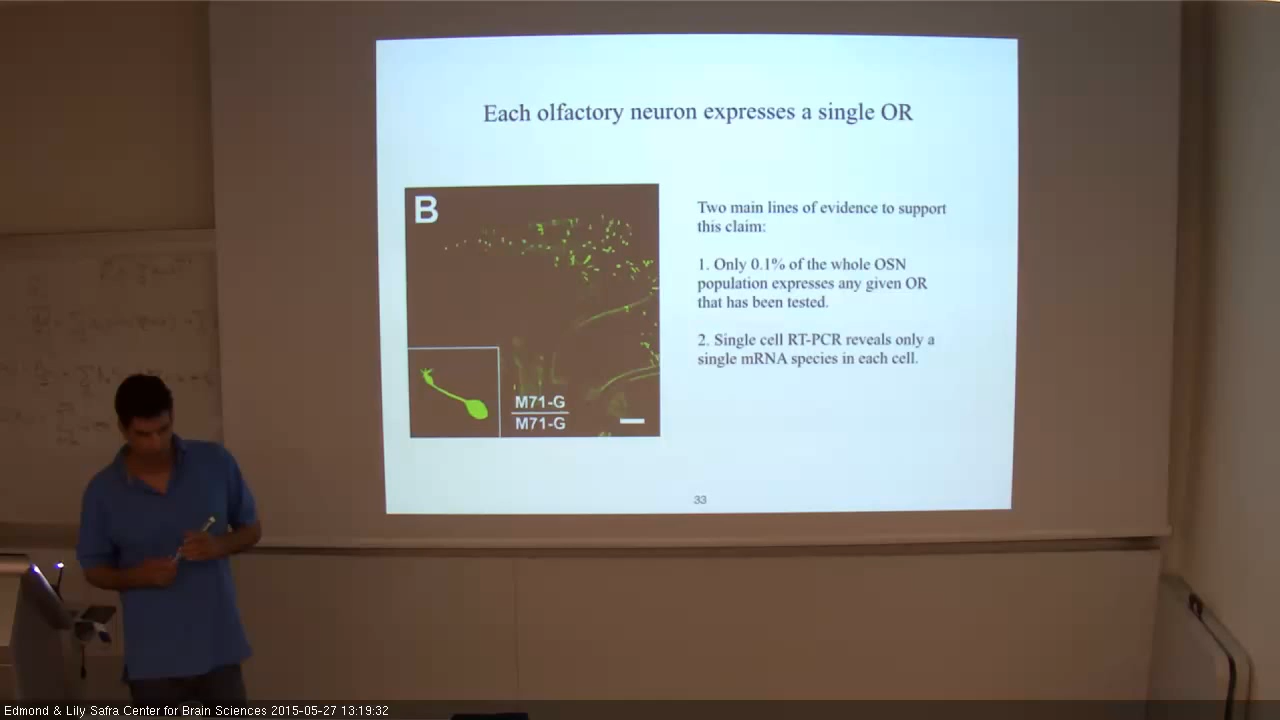 Each olfactory neuron expresses a single OR
B
Two main lines of evidence to support
this claim:
1. Only 0.1% of the whole OSN
population expresses any given OR
that has been tested.
2. Single cell RT-PCR reveals only a
single mRNA species in each cell.
M71-G
M71-G
33
Edmond & Lily Safra Center for Brain Sciences 2015-05-27 13:19:32